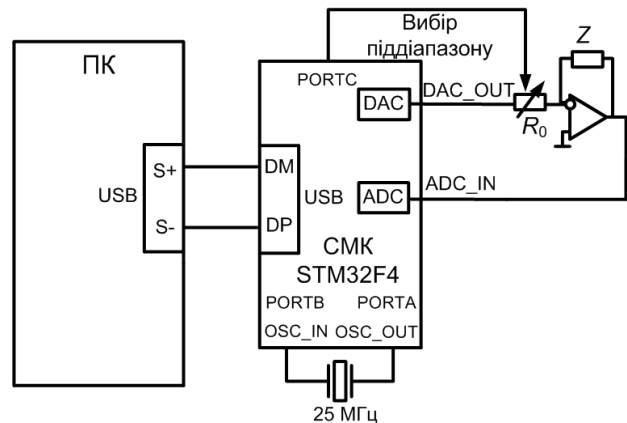 ПК
USB
S+
S-
DM
DP
USB
PORTC
DAC
ADC
СМК
STM32F4
PORTB
PORTA
OSC_IN
OSC_OUT
25 МГц
Вибір
піддіапазону
DAC_OUT
R0
Z
ADC_IN